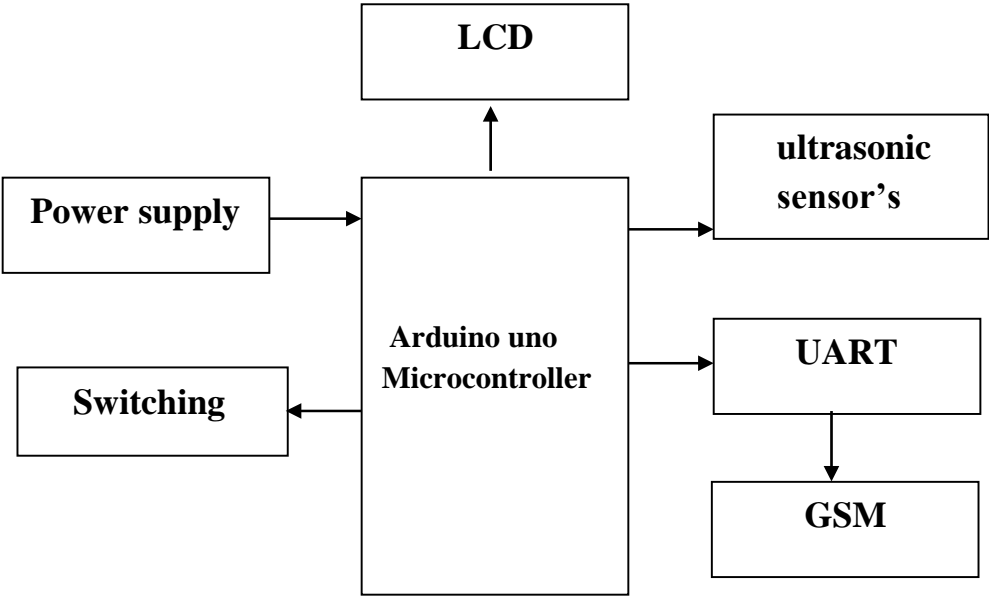 LCD
ultrasonic
sensor’s
Power supply
Arduino uno
Microcontroller
UART
Switching
GSM